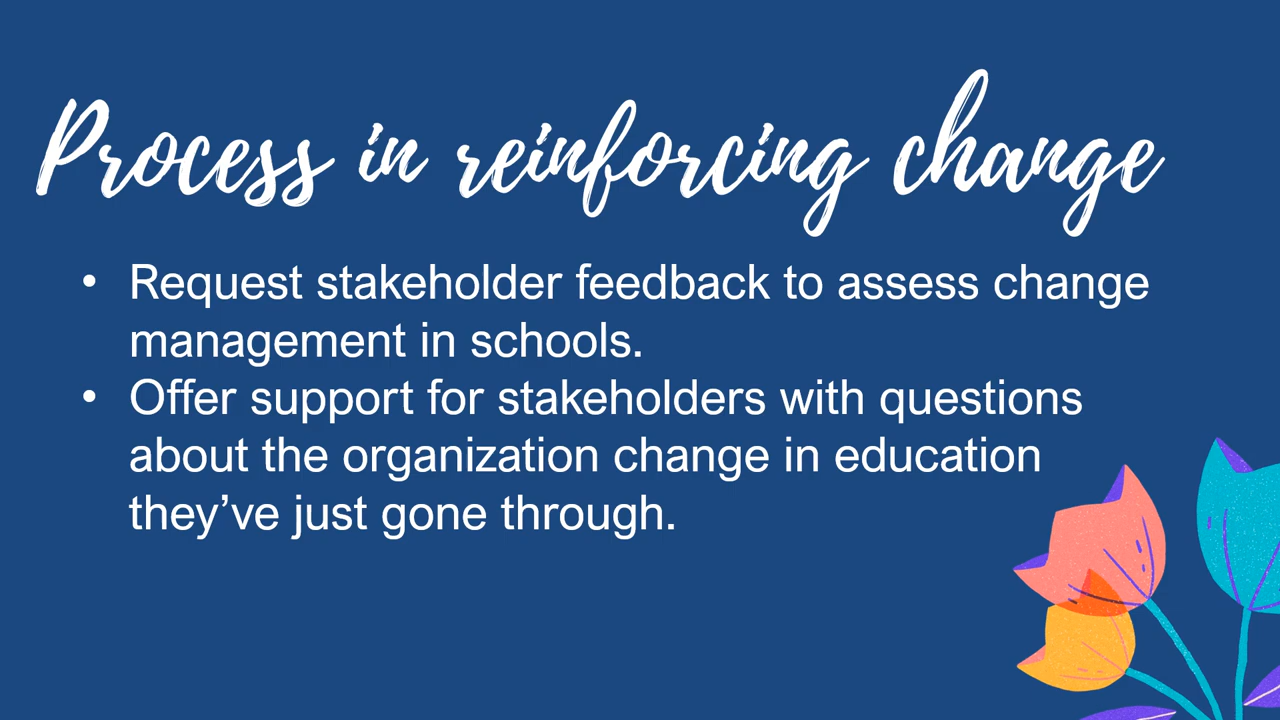 Process in reinforcing change
• Request stakeholder feedback to assess change
management in schools.
• Offer support for stakeholders with questions
about the organization change in education
they’ve just gone through.